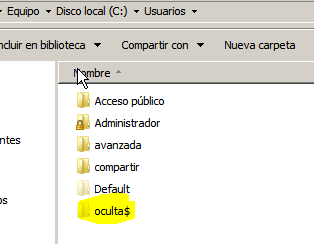 Equipo Disco local (C:) Usuarios
ncluir en biblioteca Compartir con Nueva carpeta
Nombre
Acceso público
Administrador
avanzada
ntes
compartir
Default
os
oculta$